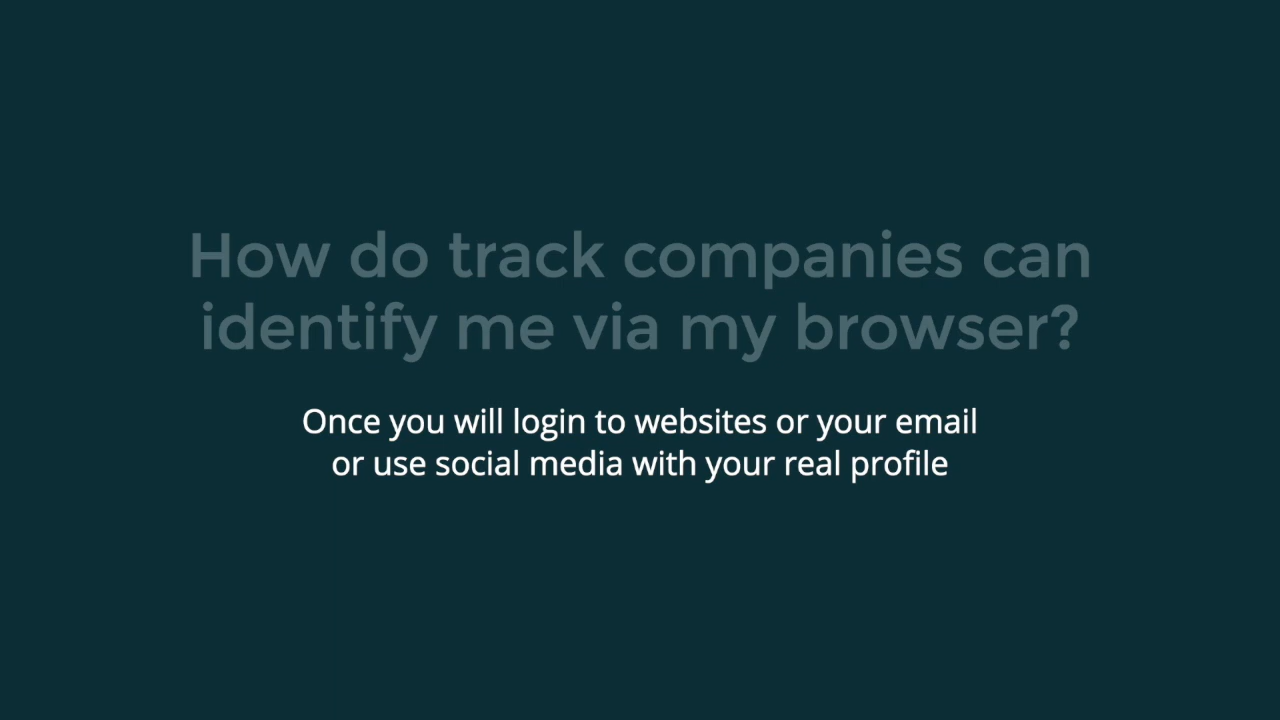 How do track companies can
identify me via my browser?
Once you will login to websites or your email
or use social media with your real profile